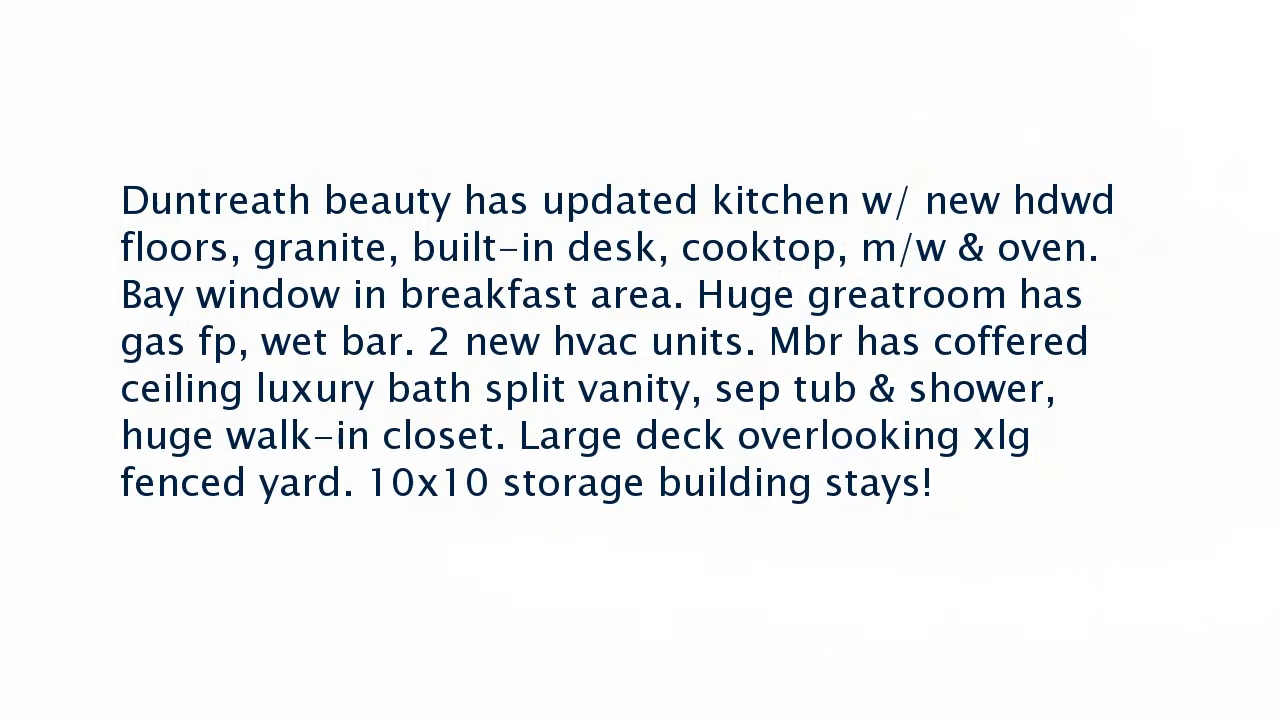 Duntreath beauty has updated kitchen w/ new hdwd
floors, granite, built-in desk, cooktop, m/w & oven.
Bay window in breakfast area. Huge greatroom has
gas fp, wet bar. 2 new hvac units. Mbr has coffered
ceiling luxury bath split vanity, sep tub & shower,
huge walk-in closet. Large deck overlooking xlg
fenced yard. 10x10 storage building stays!